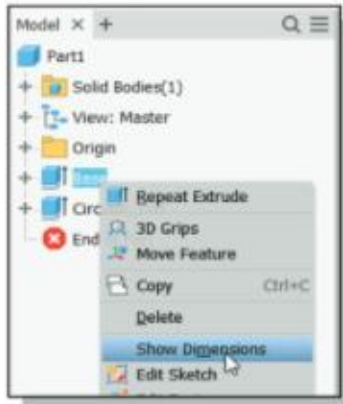 Model × +
Part1
Solid Bodies(1)
View: Master
Origin
Base
Repeat Extrude
Circ
3D Grips
End
Move Feature
Copy Ctrl+C
Delete
Show Dimensions
Edit Sketch